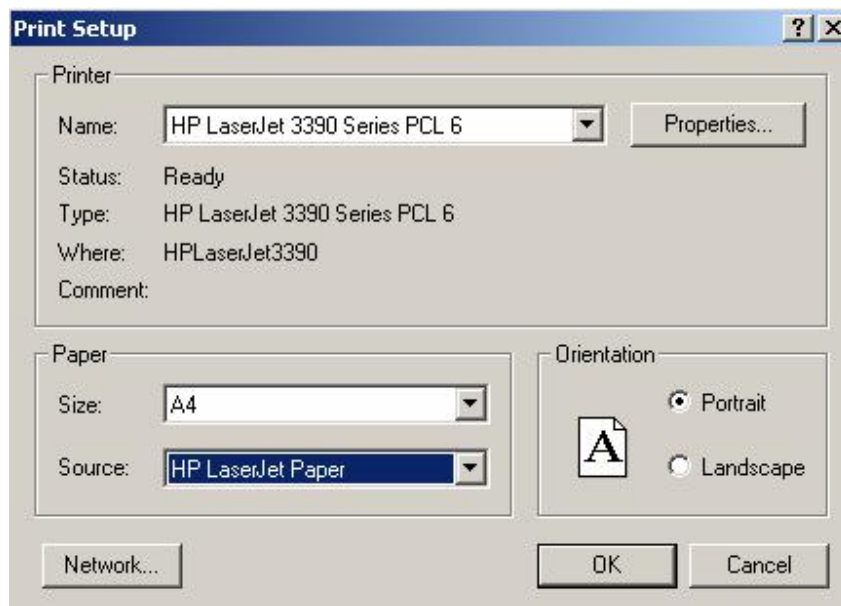 Print Setup
Printer
Name: HP LaserJet 3390 Series PCL 6 Properties...
Status: Ready
Type: HP LaserJet 3390 Series PCL 6
Where: HPLaserJet3390
Comment:
Paper
Size: A4
Source: HP LaserJet Paper
Orientation
A
Portrait
Landscape
Network... OK Cancel